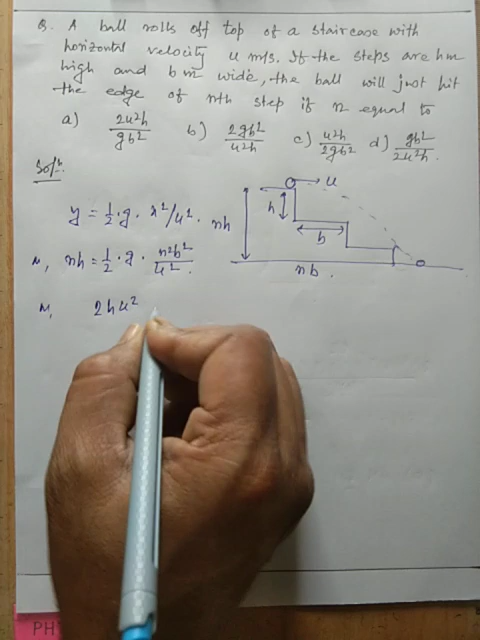 Q. A ball rolls off top of a staircase with
horizontal velocity u m/s. If the steps are h m
high and b m wide, the ball will just hit
the edge of nth step if n equal to
a) 2u²h/gb² b) 2gb²/u²h c) u²h/2gb² d) gb²/2u²h.
Solⁿ:
y = ½·g·x²/u².
u
h
nh
b
nb.
nh = ½·g·n²b²/u².
2hu²
PH